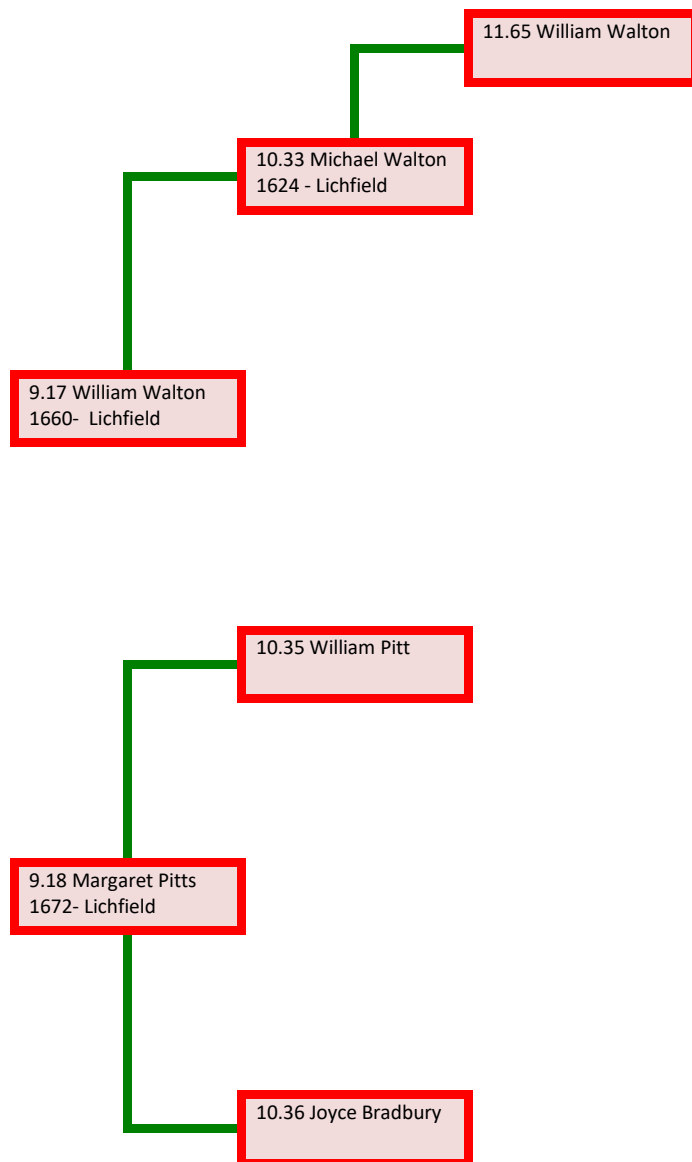 11.65 William Walton
10.33 Michael Walton
1624 - Lichfield
9.17 William Walton
1660-  Lichfield
10.35 William Pitt
9.18 Margaret Pitts
1672- Lichfield
10.36 Joyce Bradbury